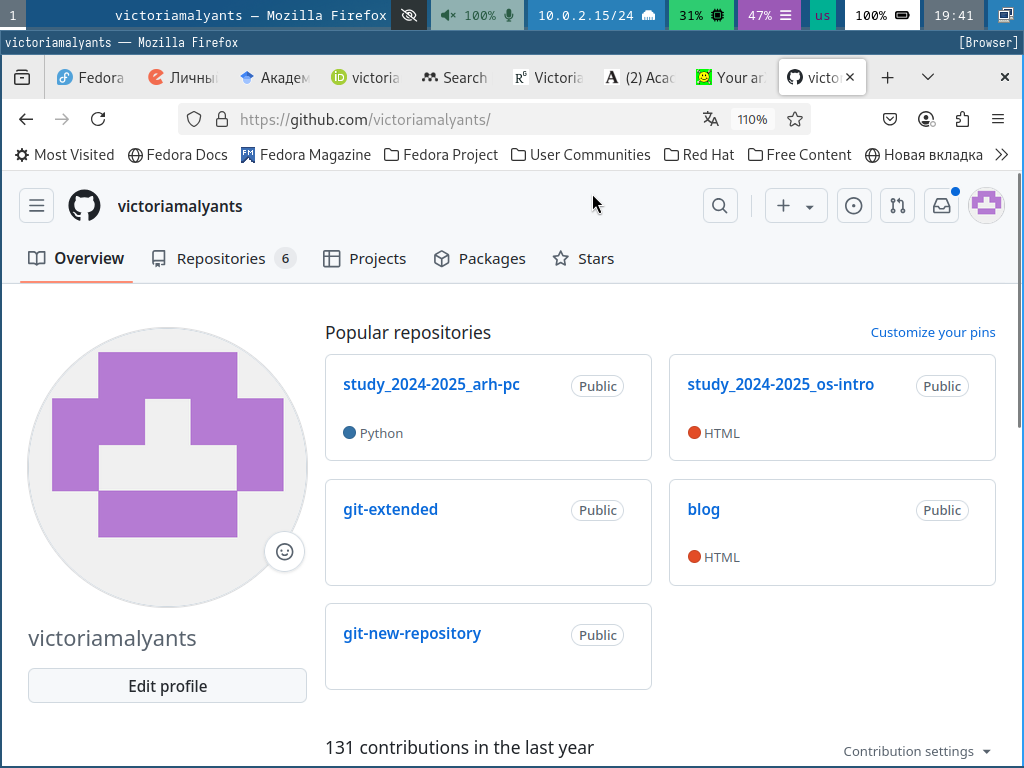 1 victoriamalyants — Mozilla Firefox 100% 10.0.2.15/24 31% 47% us 100% 19:41
victoriamalyants — Mozilla Firefox [Browser]
Fedora Личны Академ victoria Search Victoria (2) Aca Your ar victo
https://github.com/victoriamalyants/ 110%
Most Visited Fedora Docs Fedora Magazine Fedora Project User Communities Red Hat Free Content Новая вкладка
victoriamalyants
Overview Repositories 6 Projects Packages Stars
Popular repositories Customize your pins
study_2024-2025_arh-pc Public study_2024-2025_os-intro Public
Python HTML
git-extended Public blog Public
HTML
git-new-repository Public
victoriamalyants
Edit profile
131 contributions in the last year Contribution settings